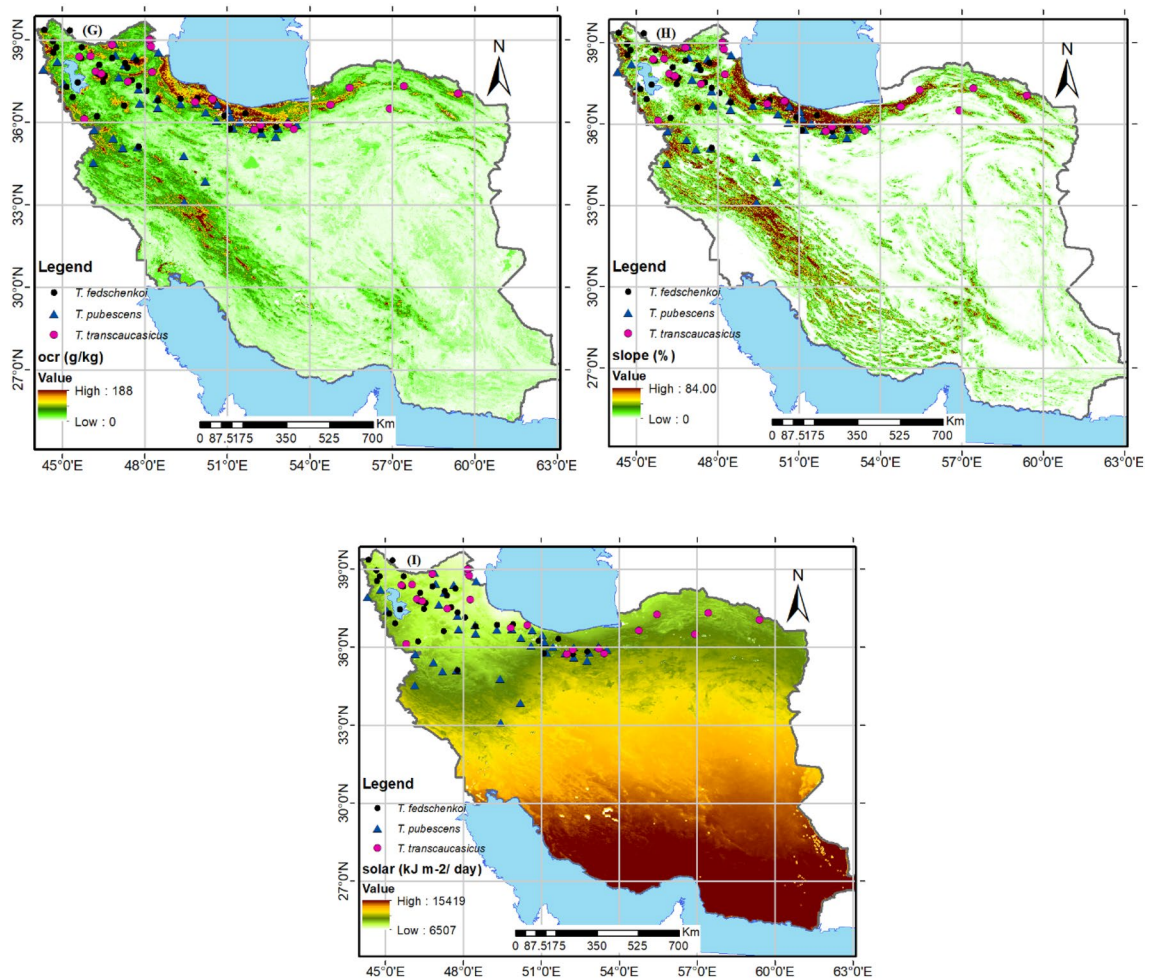 (G)
N
39°0'N
36°0'N
33°0'N
30°0'N
27°0'N
Legend
T. fedschenkoi
T. pubescens
T. transcaucasicus
ocr (g/kg)
Value
High : 188
Low : 0
Km
0 87.5175 350 525 700
45°0'E 48°0'E 51°0'E 54°0'E 57°0'E 60°0'E 63°0'E
(H)
N
39°0'N
36°0'N
33°0'N
30°0'N
27°0'N
Legend
T. fedschenkoi
T. pubescens
T. transcaucasicus
slope (%)
Value
High : 84.00
Low : 0
Km
0 87.5175 350 525 700
45°0'E 48°0'E 51°0'E 54°0'E 57°0'E 60°0'E 63°0'E
(I)
N
39°0'N
36°0'N
33°0'N
30°0'N
27°0'N
Legend
T. fedschenkoi
T. pubescens
T. transcaucasicus
solar (kJ m-2/ day)
Value
High : 15419
Low : 6507
Km
0 87.5175 350 525 700
45°0'E 48°0'E 51°0'E 54°0'E 57°0'E 60°0'E 63°0'E